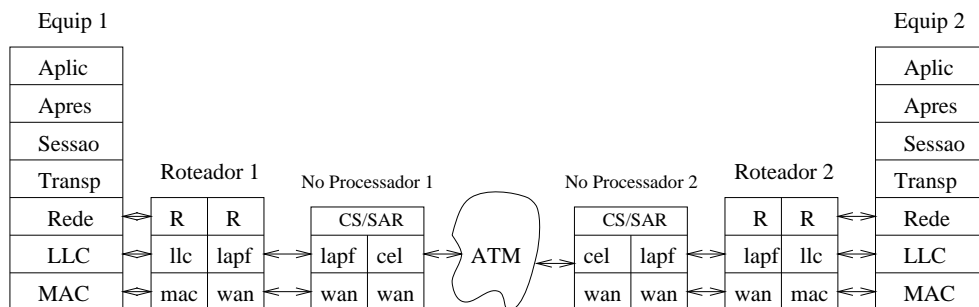 Equip 1
Equip 2
Aplic
Aplic
Apres
Apres
Sessao
Sessao
Transp
Roteador 1
No Processador 1
No Processador 2
Roteador 2
Transp
Rede
R
R
CS/SAR
CS/SAR
R
R
Rede
LLC
llc
lapf
lapf
cel
ATM
cel
lapf
lapf
llc
LLC
MAC
mac
wan
wan
wan
wan
wan
wan
mac
MAC